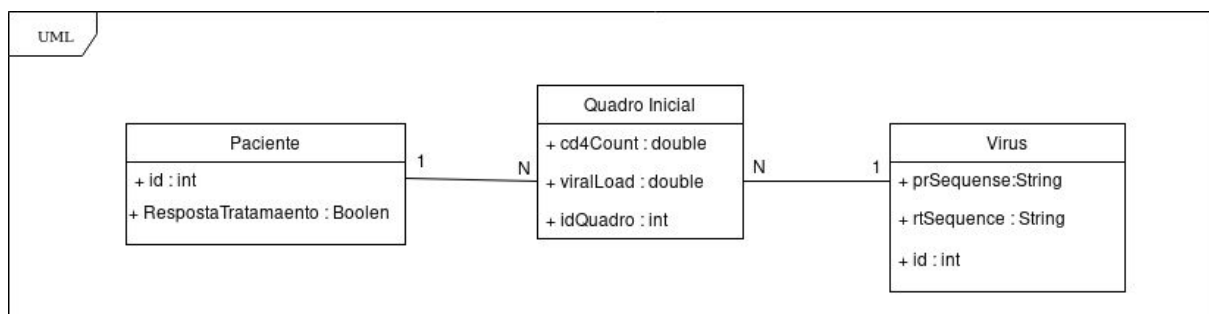 UML
Paciente
+ id : int
+ RespostaTratamaento : Boolen
1
N
Quadro Inicial
+ cd4Count : double
+ viralLoad : double
+ idQuadro : int
N
1
Virus
+ prSequense:String
+ rtSequence : String
+ id : int